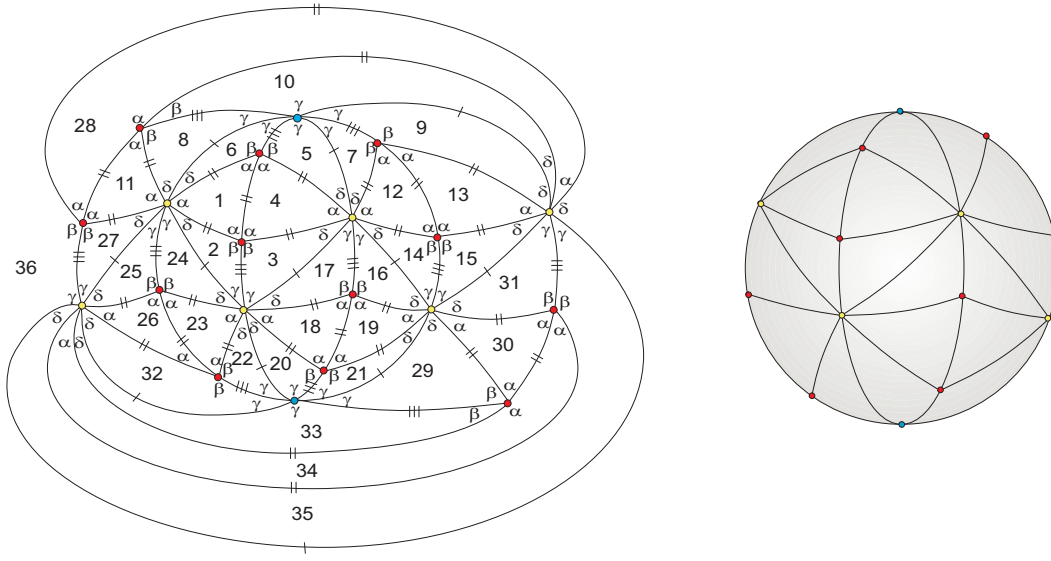 10
β γ
28 α γ γ γ γ 9
β 8 β
α 6 β β 5 7 β α
α α α δ
11 δ δ δ δ 12 13 δ α
α α 1 4
α α γ γ δ δ α α α α δ δ
β β 27 δ α α γ γ δ β β α γ γ
36 25 δ 24 γ 2 β β 3 17 16 14 15 31
γ γ δ β β δ γ γ δ β β δ γ γ δ β β
δ δ α 26 α α 23 δ α δ α α α δ α δ α α α
α δ 32 α α 22 20 18 19 δ 29 30
β β γ γ β β γ 21 γ β α α
γ 33
34
35